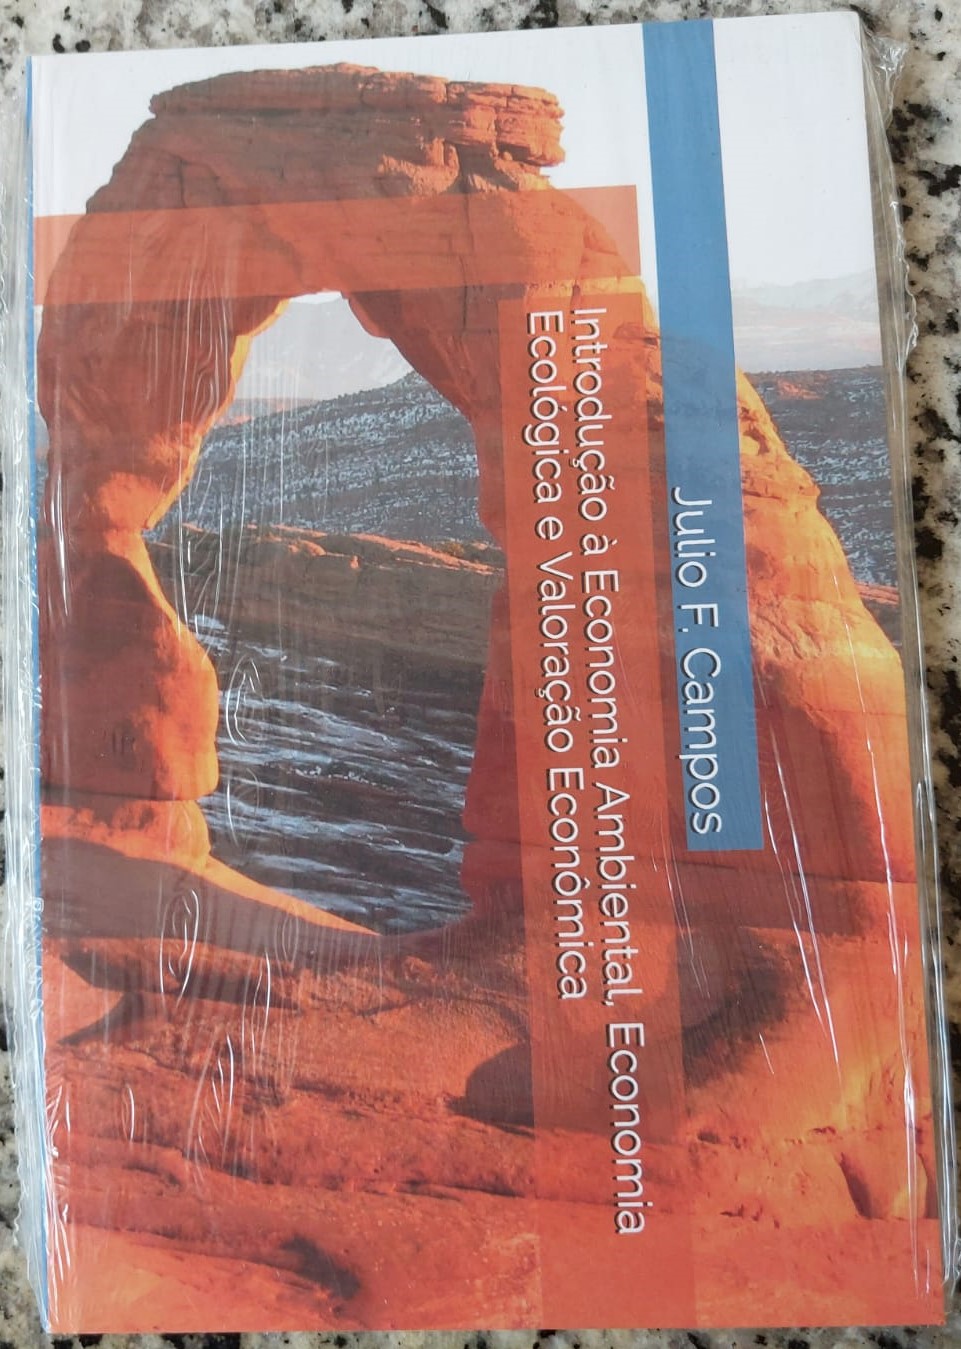 Julio F. Campos
Introdução à Economia Ambiental, Economia
Ecológica e Valoração Econômica